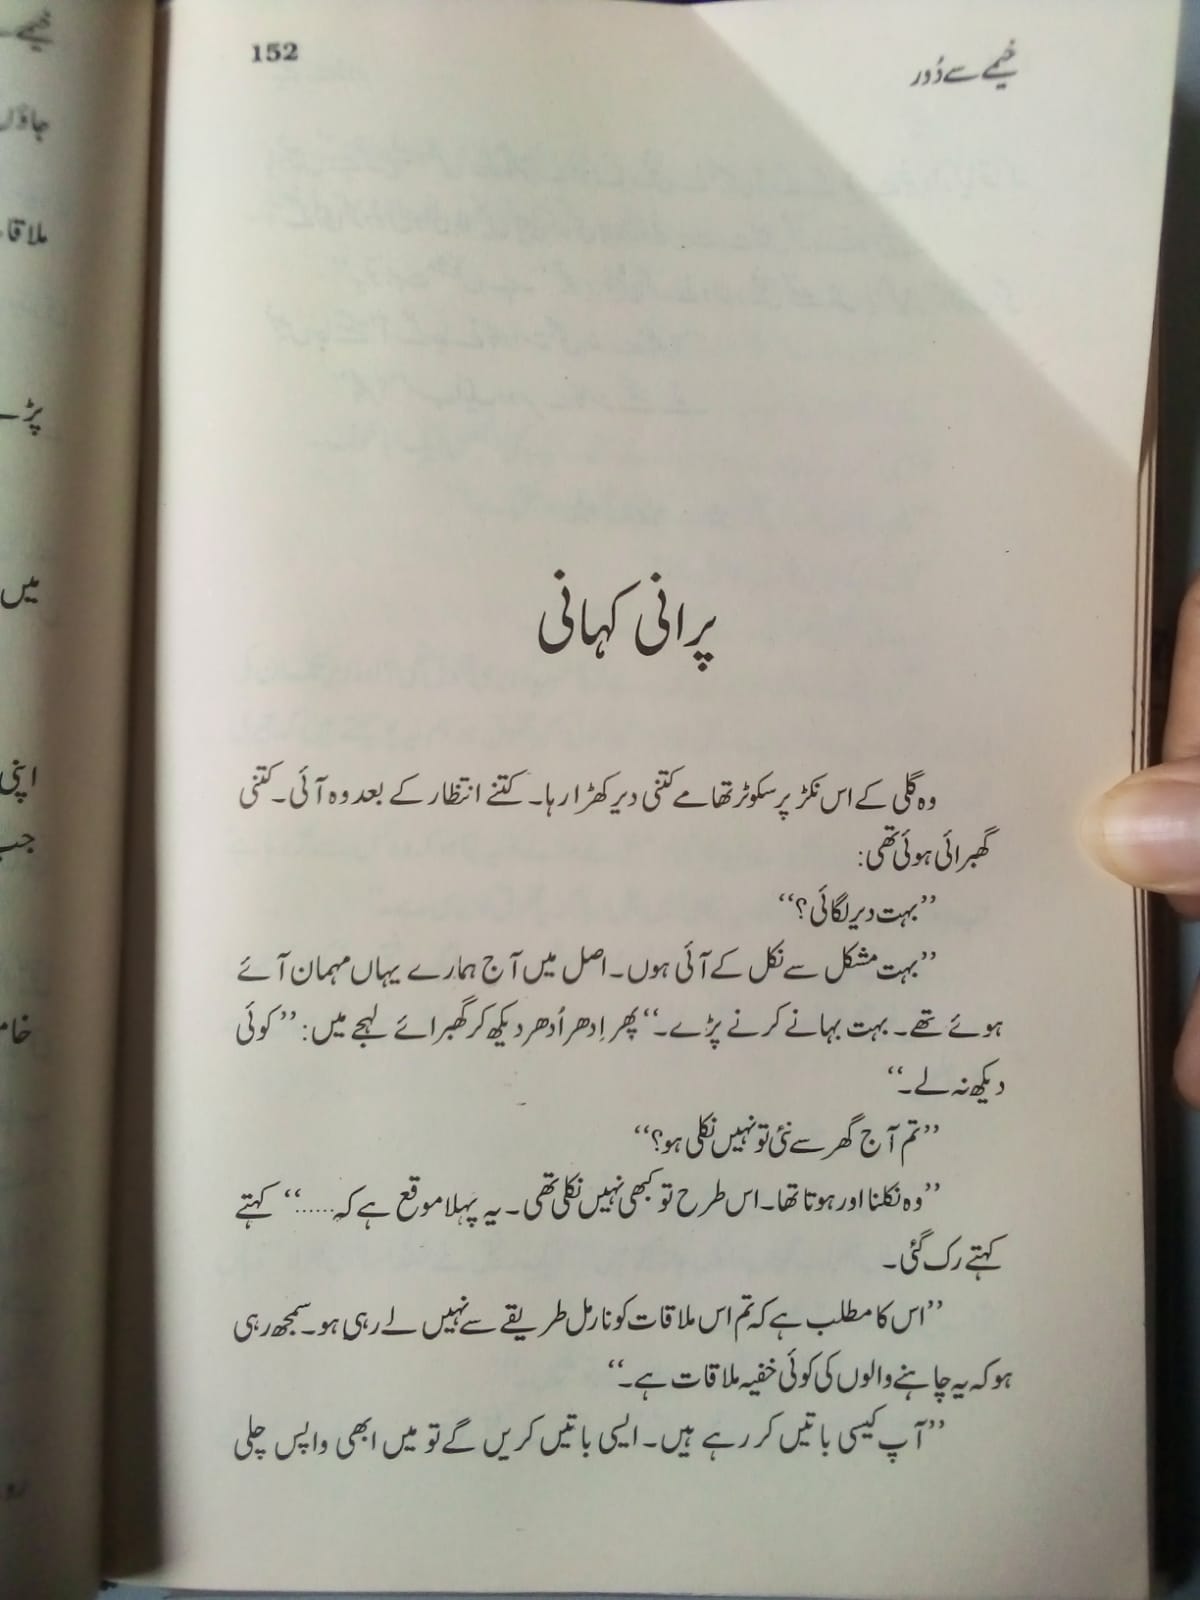 152
خیمے سے دُور
پرانی کہانی
وہ گلی کے اس نکڑ پر سکوٹر تھامے کتنی دیر کھڑا رہا۔ کتنے انتظار کے بعد وہ آئی۔ کتنی
گھبرائی ہوئی تھی:
’’بہت دیر لگائی؟‘‘
’’بہت مشکل سے نکل کے آئی ہوں۔ اصل میں آج ہمارے یہاں مہمان آئے
ہوئے تھے۔ بہت بہانے کرنے پڑے۔‘‘ پھر اِدھر اُدھر دیکھ کر گھبرائے لہجے میں: ’’کوئی
دیکھ نہ لے۔‘‘
’’تم آج گھر سے نئی تو نہیں نکلی ہو؟‘‘
’’وہ نکلنا اور ہوتا تھا۔ اس طرح تو کبھی نہیں نکلی تھی۔ یہ پہلا موقع ہے کہ......‘‘ کہتے
کہتے رک گئی۔
’’اس کا مطلب ہے کہ تم اس ملاقات کو نارمل طریقے سے نہیں لے رہی ہو۔ سمجھ رہی
ہو کہ یہ چاہنے والوں کی کوئی خفیہ ملاقات ہے۔‘‘
’’آپ کیسی باتیں کر رہے ہیں۔ ایسی باتیں کریں گے تو میں ابھی واپس چلی
جاؤں
پڑے
میں
اپنی